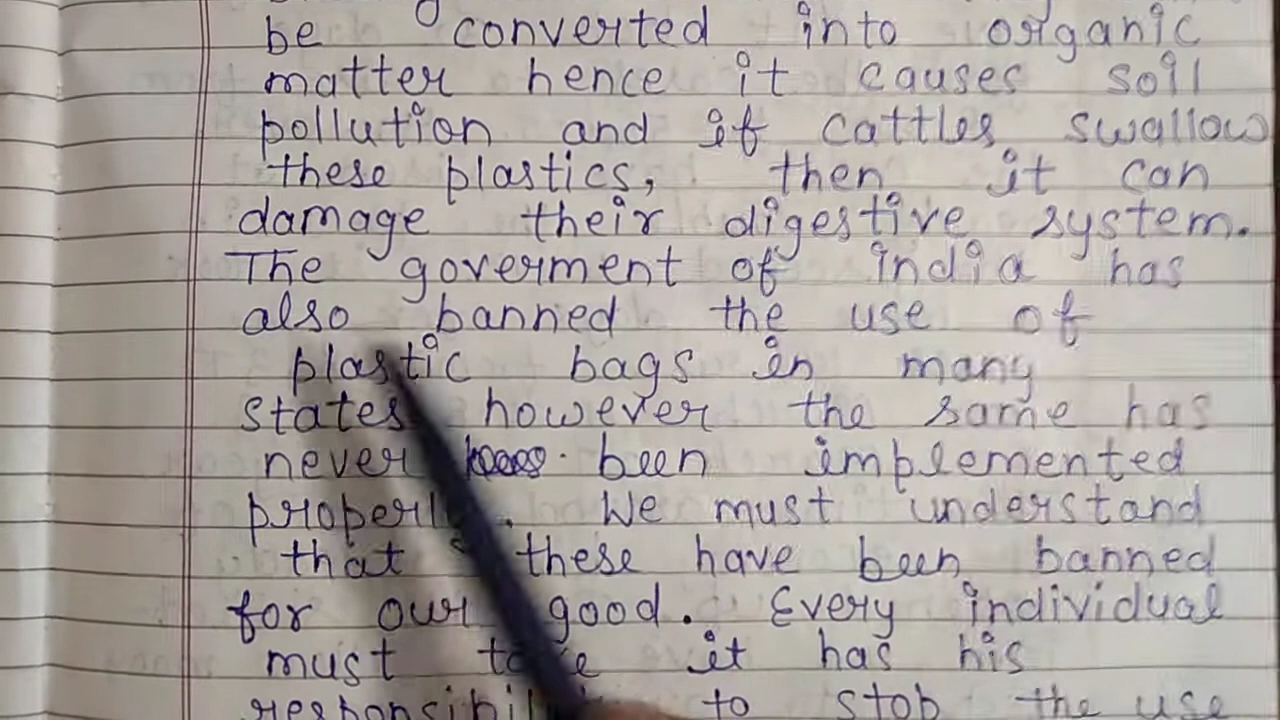 be converted into organic
matter hence it causes soil
pollution and if cattles swallow
these plastics, then it can
damage their digestive system.
The goverment of india has
also banned the use of
plastic bags in many
states however the same has
never been implemented
properly. We must understand
that these have been banned
for our good. Every individual
must take it has his
responsibility to stop the use